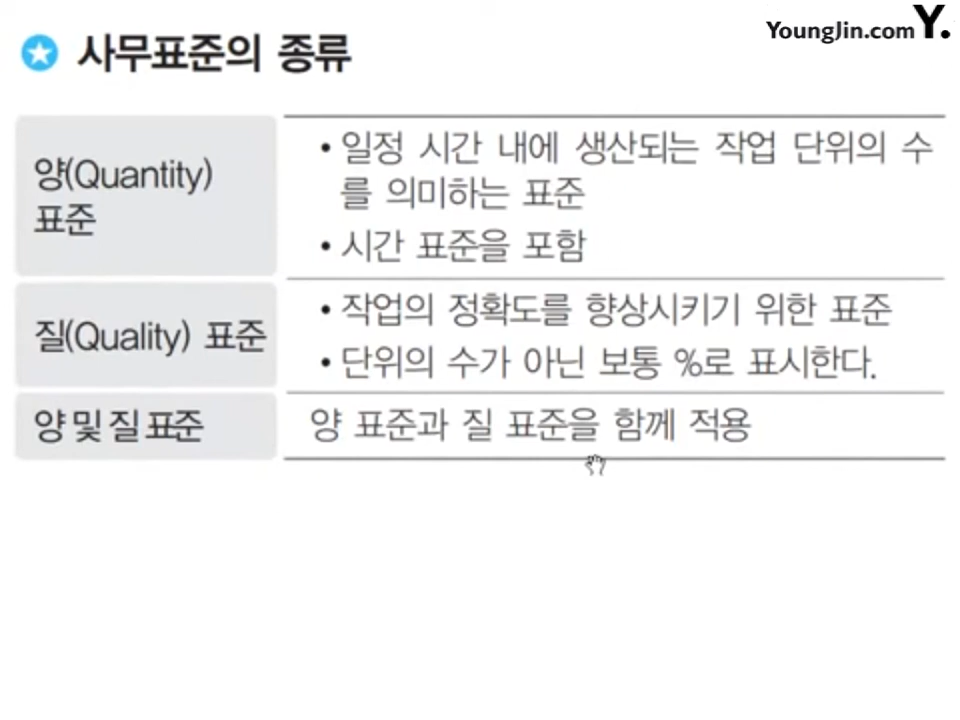 YoungJin.com Y.
사무표준의 종류
양(Quantity)
표준
• 일정 시간 내에 생산되는 작업 단위의 수
를 의미하는 표준
• 시간 표준을 포함
질(Quality) 표준
• 작업의 정확도를 향상시키기 위한 표준
• 단위의 수가 아닌 보통 %로 표시한다.
양 및 질 표준
양 표준과 질 표준을 함께 적용